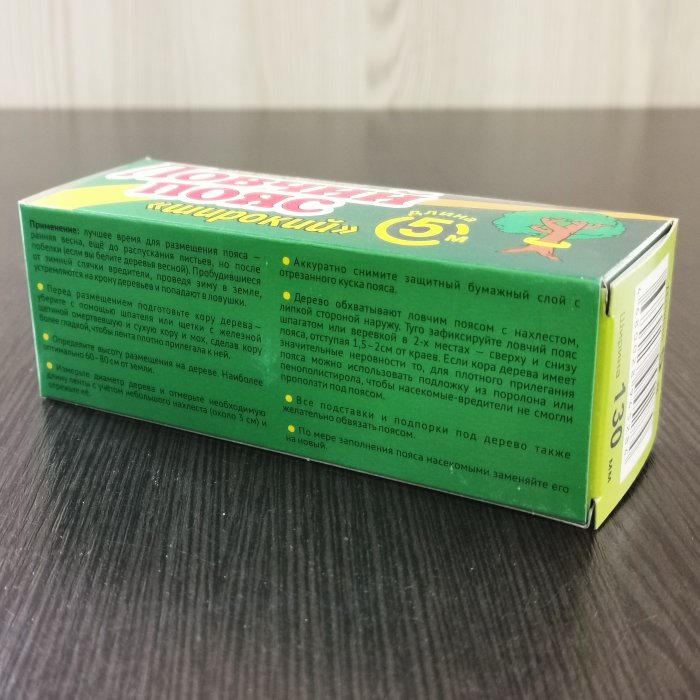 Ловчий
пояс
«широкий»
длина
5
м
Применение: лучшее время для размещения пояса –
ранняя весна, ещё до распускания листьев, но после
побелки (если вы белите деревья весной). Пробудившиеся
от зимней спячки вредители, проведя зиму в земле,
устремляются на крону деревьев и попадают в ловушки.
Перед размещением подготовьте кору дерева –
уберите с помощью шпателя или щетки с железной
щетиной омертвевшую и сухую кору и мох, сделав кору
более гладкой, чтобы лента плотно прилегала к ней.
Определите высоту размещения на дереве. Наиболее
оптимально 60–80 см от земли.
Измерьте диаметр дерева и отмерьте необходимую
длину ленты с учётом небольшого нахлеста (около 3 см) и
отрежьте её.
Аккуратно снимите защитный бумажный слой с
отрезанного куска пояса.
Дерево обхватывают ловчим поясом с нахлестом,
липкой стороной наружу. Туго зафиксируйте ловчий пояс
шпагатом или веревкой в 2-х местах – сверху и снизу
пояса, отступая 1,5–2см от краев. Если кора дерева имеет
значительные неровности то, для плотного прилегания
пояса можно использовать подложку из поролона или
пенополистирола, чтобы насекомые-вредители не смогли
проползти под поясом.
Все подставки и подпорки под дерево также
желательно обвязать поясом.
По мере заполнения пояса насекомыми заменяйте его
на новый.
Ширина 130 мм